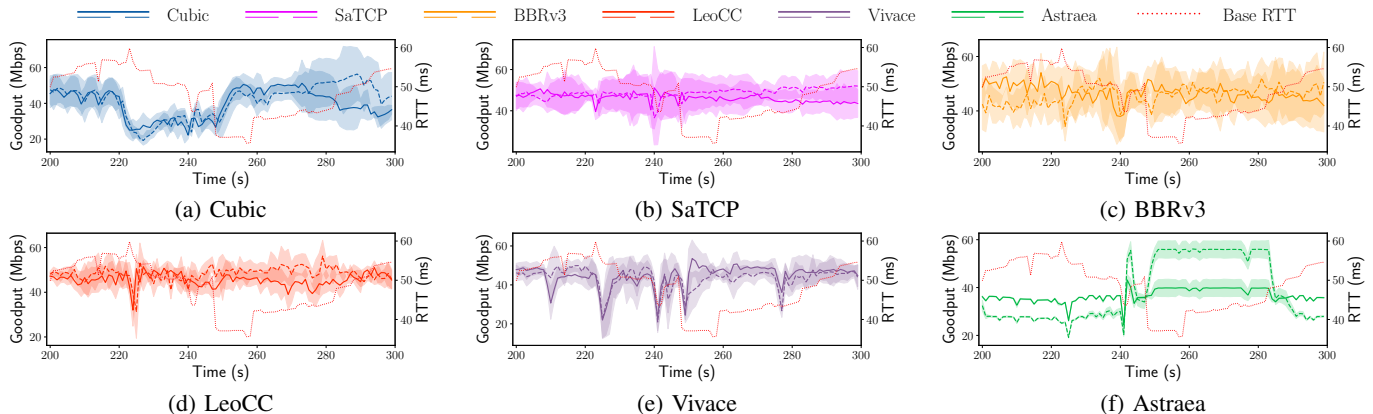 Cubic SaTCP BBRv3 LeoCC Vivace Astraea Base RTT
Goodput (Mbps)
60
40
20
60
50
40
RTT (ms)
200 220 240 260 280 300
Time (s)
(a) Cubic
Goodput (Mbps)
60
40
60
50
40
RTT (ms)
200 220 240 260 280 300
Time (s)
(b) SaTCP
Goodput (Mbps)
60
40
60
50
40
RTT (ms)
200 220 240 260 280 300
Time (s)
(c) BBRv3
Goodput (Mbps)
60
40
20
60
50
40
RTT (ms)
200 220 240 260 280 300
Time (s)
(d) LeoCC
Goodput (Mbps)
60
40
20
60
50
40
RTT (ms)
200 220 240 260 280 300
Time (s)
(e) Vivace
Goodput (Mbps)
60
40
20
60
50
40
RTT (ms)
200 220 240 260 280 300
Time (s)
(f) Astraea